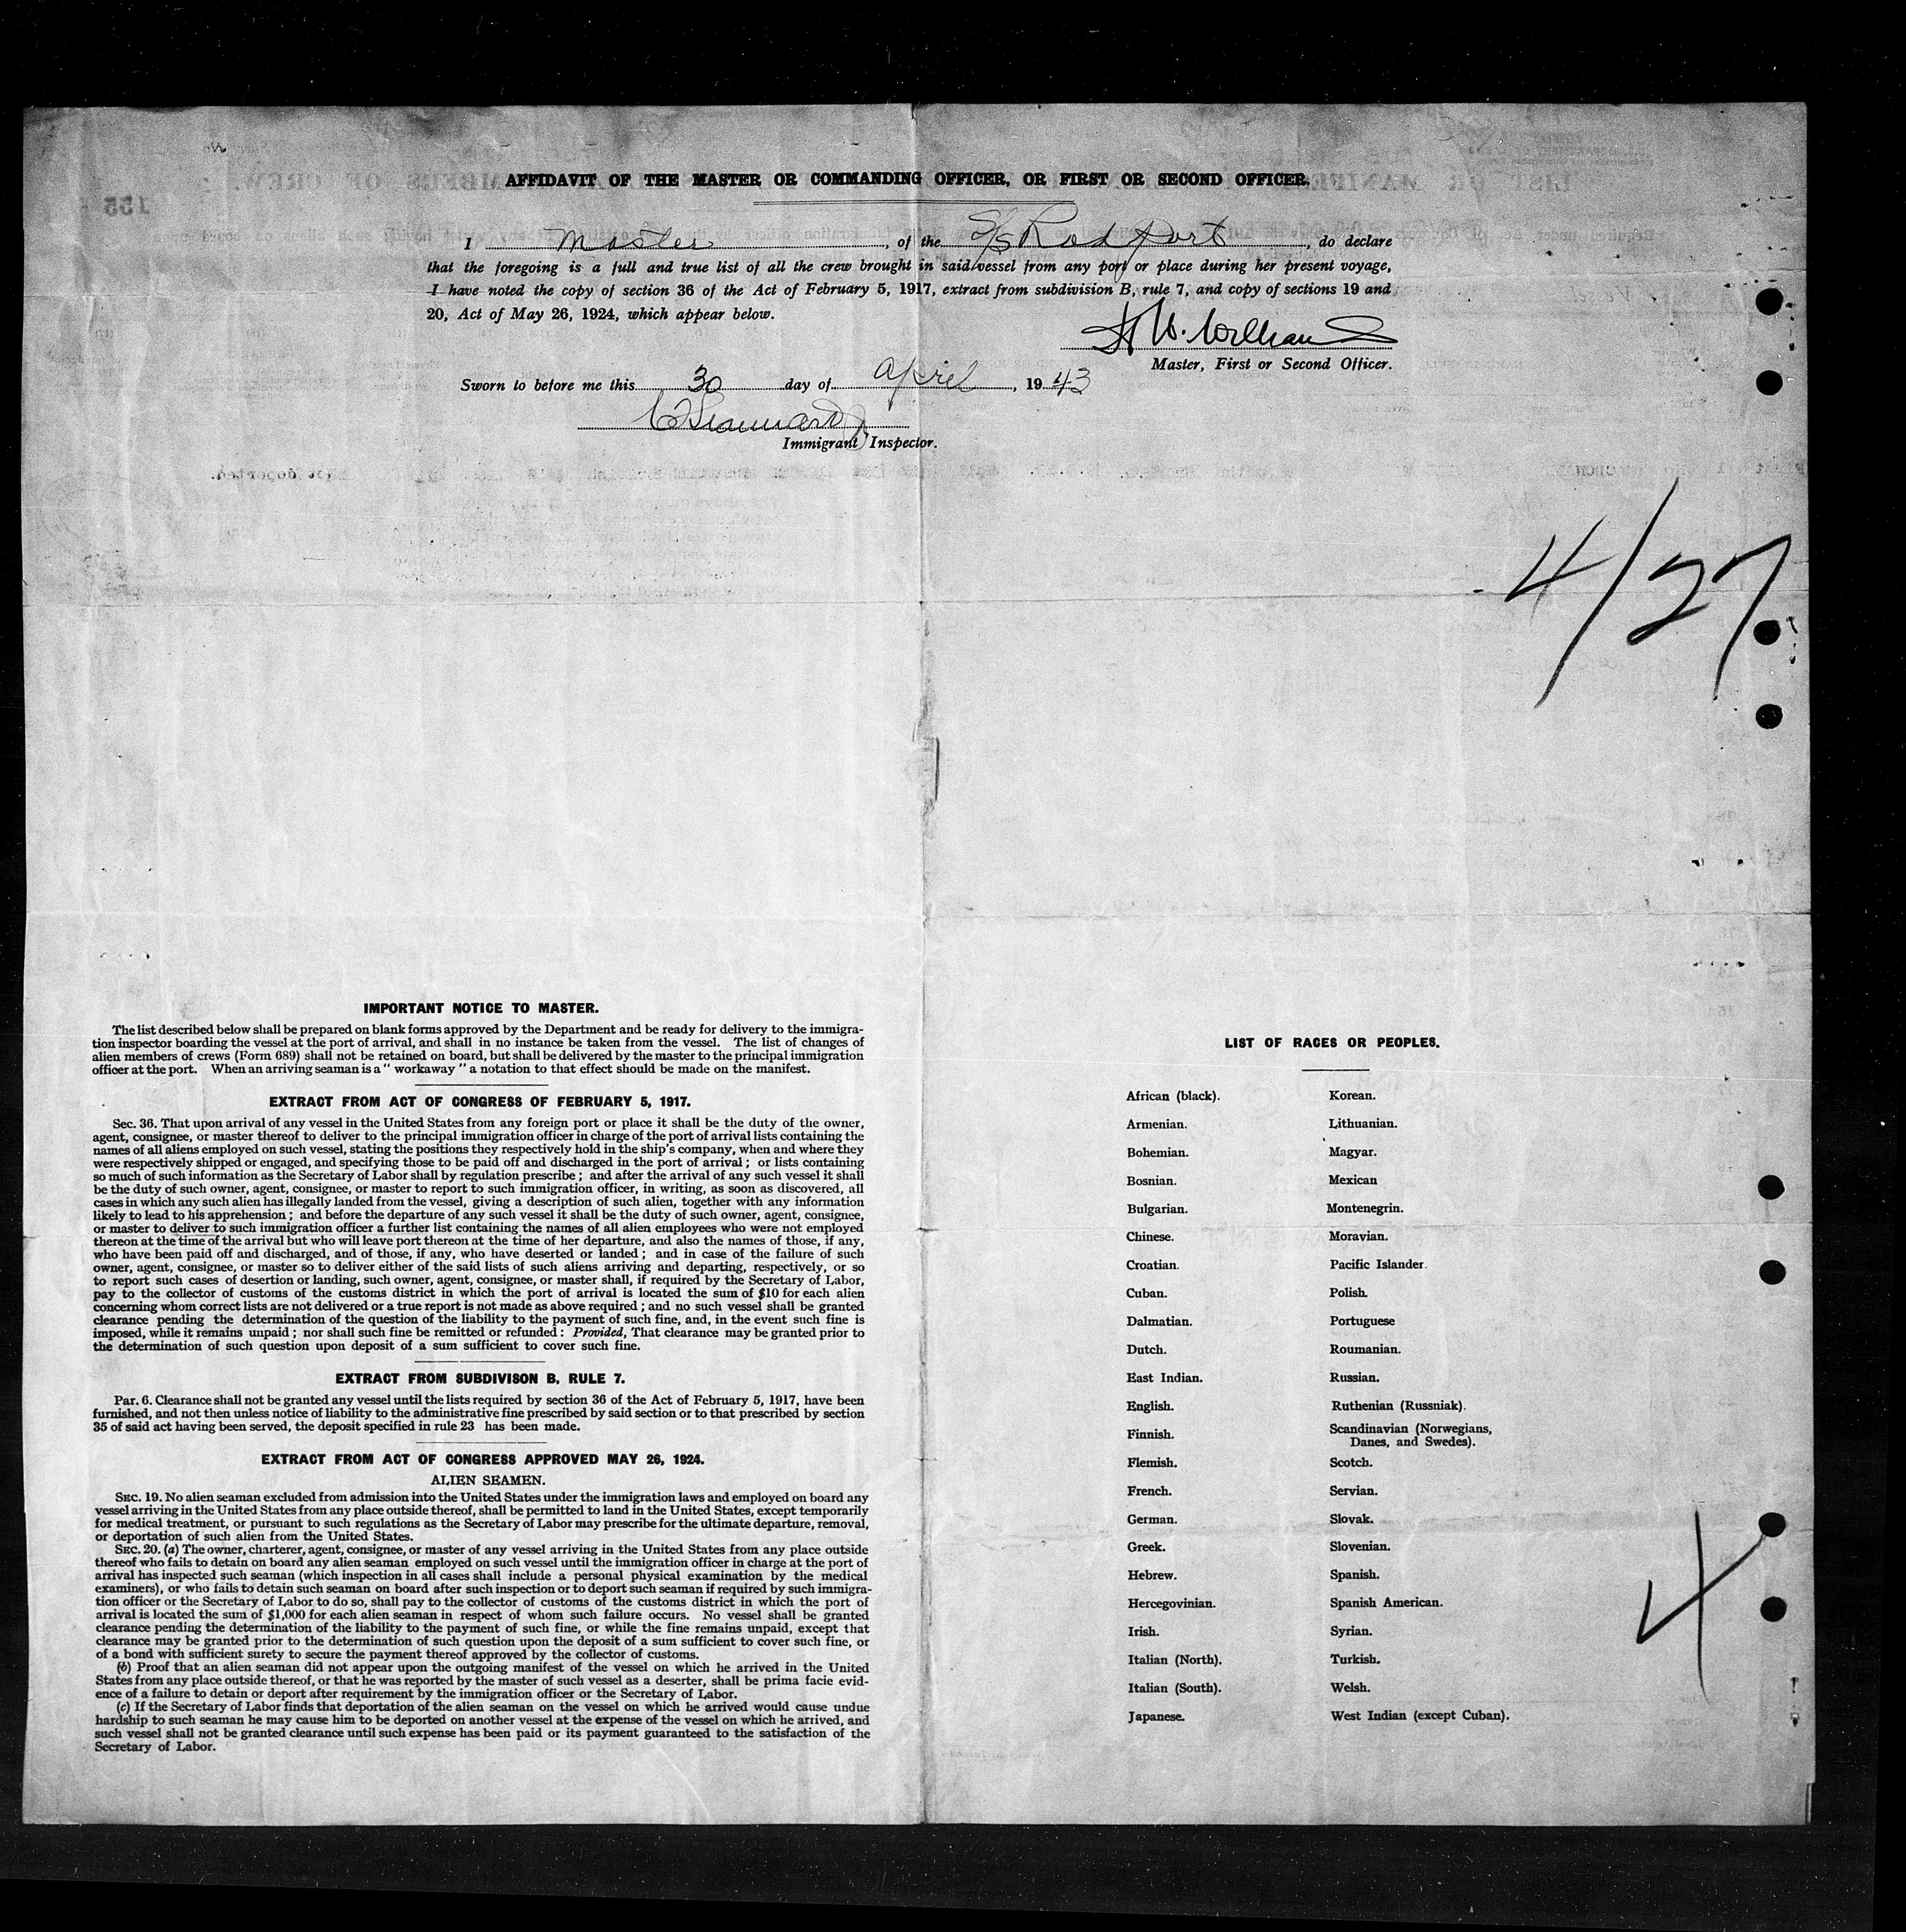 AFFIDAVIT OF THE MASTER OR COMMANDING OFFICER, OR FIRST OR SECOND OFFICER.
I Master, of the S/S Radport, do declare
that the foregoing is a full and true list of all the crew brought in said vessel from any port or place during her present voyage,
I have noted the copy of section 36 of the Act of February 5, 1917, extract from subdivision B, rule 7, and copy of sections 19 and
20, Act of May 26, 1924, which appear below.
Master, First or Second Officer.
Sworn to before me this 30 day of April, 1943
Immigrant Inspector.
4/27
IMPORTANT NOTICE TO MASTER.
The list described below shall be prepared on blank forms approved by the Department and be ready for delivery to the immigra-
tion inspector boarding the vessel at the port of arrival, and shall in no instance be taken from the vessel. The list of changes of
alien members of crews (Form 689) shall not be retained on board, but shall be delivered by the master to the principal immigration
officer at the port. When an arriving seaman is a " workaway " a notation to that effect should be made on the manifest.
EXTRACT FROM ACT OF CONGRESS OF FEBRUARY 5, 1917.
Sec. 36. That upon arrival of any vessel in the United States from any foreign port or place it shall be the duty of the owner,
agent, consignee, or master thereof to deliver to the principal immigration officer in charge of the port of arrival lists containing the
names of all aliens employed on such vessel, stating the positions they respectively hold in the ship's company, when and where they
were respectively shipped or engaged, and specifying those to be paid off and discharged in the port of arrival ; or lists containing
so much of such information as the Secretary of Labor shall by regulation prescribe ; and after the arrival of any such vessel it shall
be the duty of such owner, agent, consignee, or master to report to such immigration officer, in writing, as soon as discovered, all
cases in which any such alien has illegally landed from the vessel, giving a description of such alien, together with any information
likely to lead to his apprehension ; and before the departure of any such vessel it shall be the duty of such owner, agent, consignee,
or master to deliver to such immigration officer a further list containing the names of all alien employees who were not employed
thereon at the time of the arrival but who will leave port thereon at the time of her departure, and also the names of those, if any,
who have been paid off and discharged, and of those, if any, who have deserted or landed ; and in case of the failure of such
owner, agent, consignee, or master so to deliver either of the said lists of such aliens arriving and departing, respectively, or so
to report such cases of desertion or landing, such owner, agent, consignee, or master shall, if required by the Secretary of Labor,
pay to the collector of customs of the customs district in which the port of arrival is located the sum of $10 for each alien
concerning whom correct lists are not delivered or a true report is not made as above required ; and no such vessel shall be granted
clearance pending the determination of the question of the liability to the payment of such fine, and, in the event such fine is
imposed, while it remains unpaid ; nor shall such fine be remitted or refunded : Provided, That clearance may be granted prior to
the determination of such question upon deposit of a sum sufficient to cover such fine.
EXTRACT FROM SUBDIVISON B, RULE 7.
Par. 6. Clearance shall not be granted any vessel until the lists required by section 36 of the Act of February 5, 1917, have been
furnished, and not then unless notice of liability to the administrative fine prescribed by said section or to that prescribed by section
35 of said act having been served, the deposit specified in rule 23 has been made.
EXTRACT FROM ACT OF CONGRESS APPROVED MAY 26, 1924.
ALIEN SEAMEN.
SEC. 19. No alien seaman excluded from admission into the United States under the immigration laws and employed on board any
vessel arriving in the United States from any place outside thereof, shall be permitted to land in the United States, except temporarily
for medical treatment, or pursuant to such regulations as the Secretary of Labor may prescribe for the ultimate departure, removal,
or deportation of such alien from the United States.
SEC. 20. (a) The owner, charterer, agent, consignee, or master of any vessel arriving in the United States from any place outside
thereof who fails to detain on board any alien seaman employed on such vessel until the immigration officer in charge at the port of
arrival has inspected such seaman (which inspection in all cases shall include a personal physical examination by the medical
examiners), or who fails to detain such seaman on board after such inspection or to deport such seaman if required by such immigra-
tion officer or the Secretary of Labor to do so, shall pay to the collector of customs of the customs district in which the port of
arrival is located the sum of $1,000 for each alien seaman in respect of whom such failure occurs. No vessel shall be granted
clearance pending the determination of the liability to the payment of such fine, or while the fine remains unpaid, except that
clearance may be granted prior to the determination of such question upon the deposit of a sum sufficient to cover such fine, or
of a bond with sufficient surety to secure the payment thereof approved by the collector of customs.
(b) Proof that an alien seaman did not appear upon the outgoing manifest of the vessel on which he arrived in the United
States from any place outside thereof, or that he was reported by the master of such vessel as a deserter, shall be prima facie evid-
ence of a failure to detain or deport after requirement by the immigration officer or the Secretary of Labor.
(c) If the Secretary of Labor finds that deportation of the alien seaman on the vessel on which he arrived would cause undue
hardship to such seaman he may cause him to be deported on another vessel at the expense of the vessel on which he arrived, and
such vessel shall not be granted clearance until such expense has been paid or its payment guaranteed to the satisfaction of the
Secretary of Labor.
LIST OF RACES OR PEOPLES.
African (black).
Armenian.
Bohemian.
Bosnian.
Bulgarian.
Chinese.
Croatian.
Cuban.
Dalmatian.
Dutch.
East Indian.
English.
Finnish.
Flemish.
French.
German.
Greek.
Hebrew.
Hercegovinian.
Irish.
Italian (North).
Italian (South).
Japanese.
Korean.
Lithuanian.
Magyar.
Mexican
Montenegrin.
Moravian.
Pacific Islander.
Polish.
Portuguese
Roumanian.
Russian.
Ruthenian (Russniak).
Scandinavian (Norwegians,
Danes, and Swedes).
Scotch.
Servian.
Slovak.
Slovenian.
Spanish.
Spanish American.
Syrian.
Turkish.
Welsh.
West Indian (except Cuban).
4